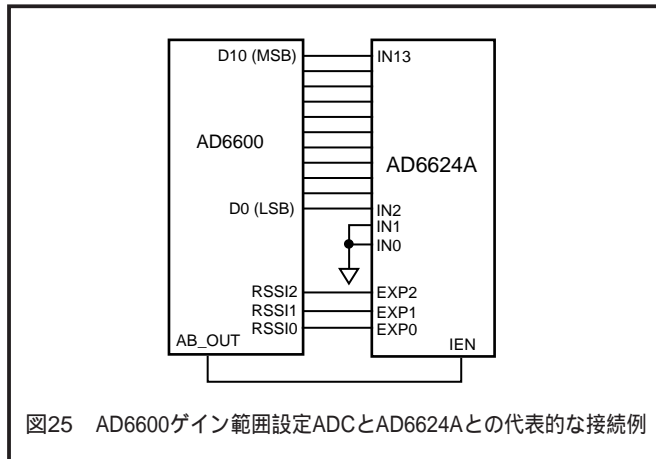 D10 (MSB) IN13
AD6600
AD6624A
D0 (LSB) IN2
IN1
IN0
RSSI2 EXP2
RSSI1 EXP1
RSSI0 EXP0
AB_OUT IEN
図25 AD6600ゲイン範囲設定ADCとAD6624Aとの代表的な接続例